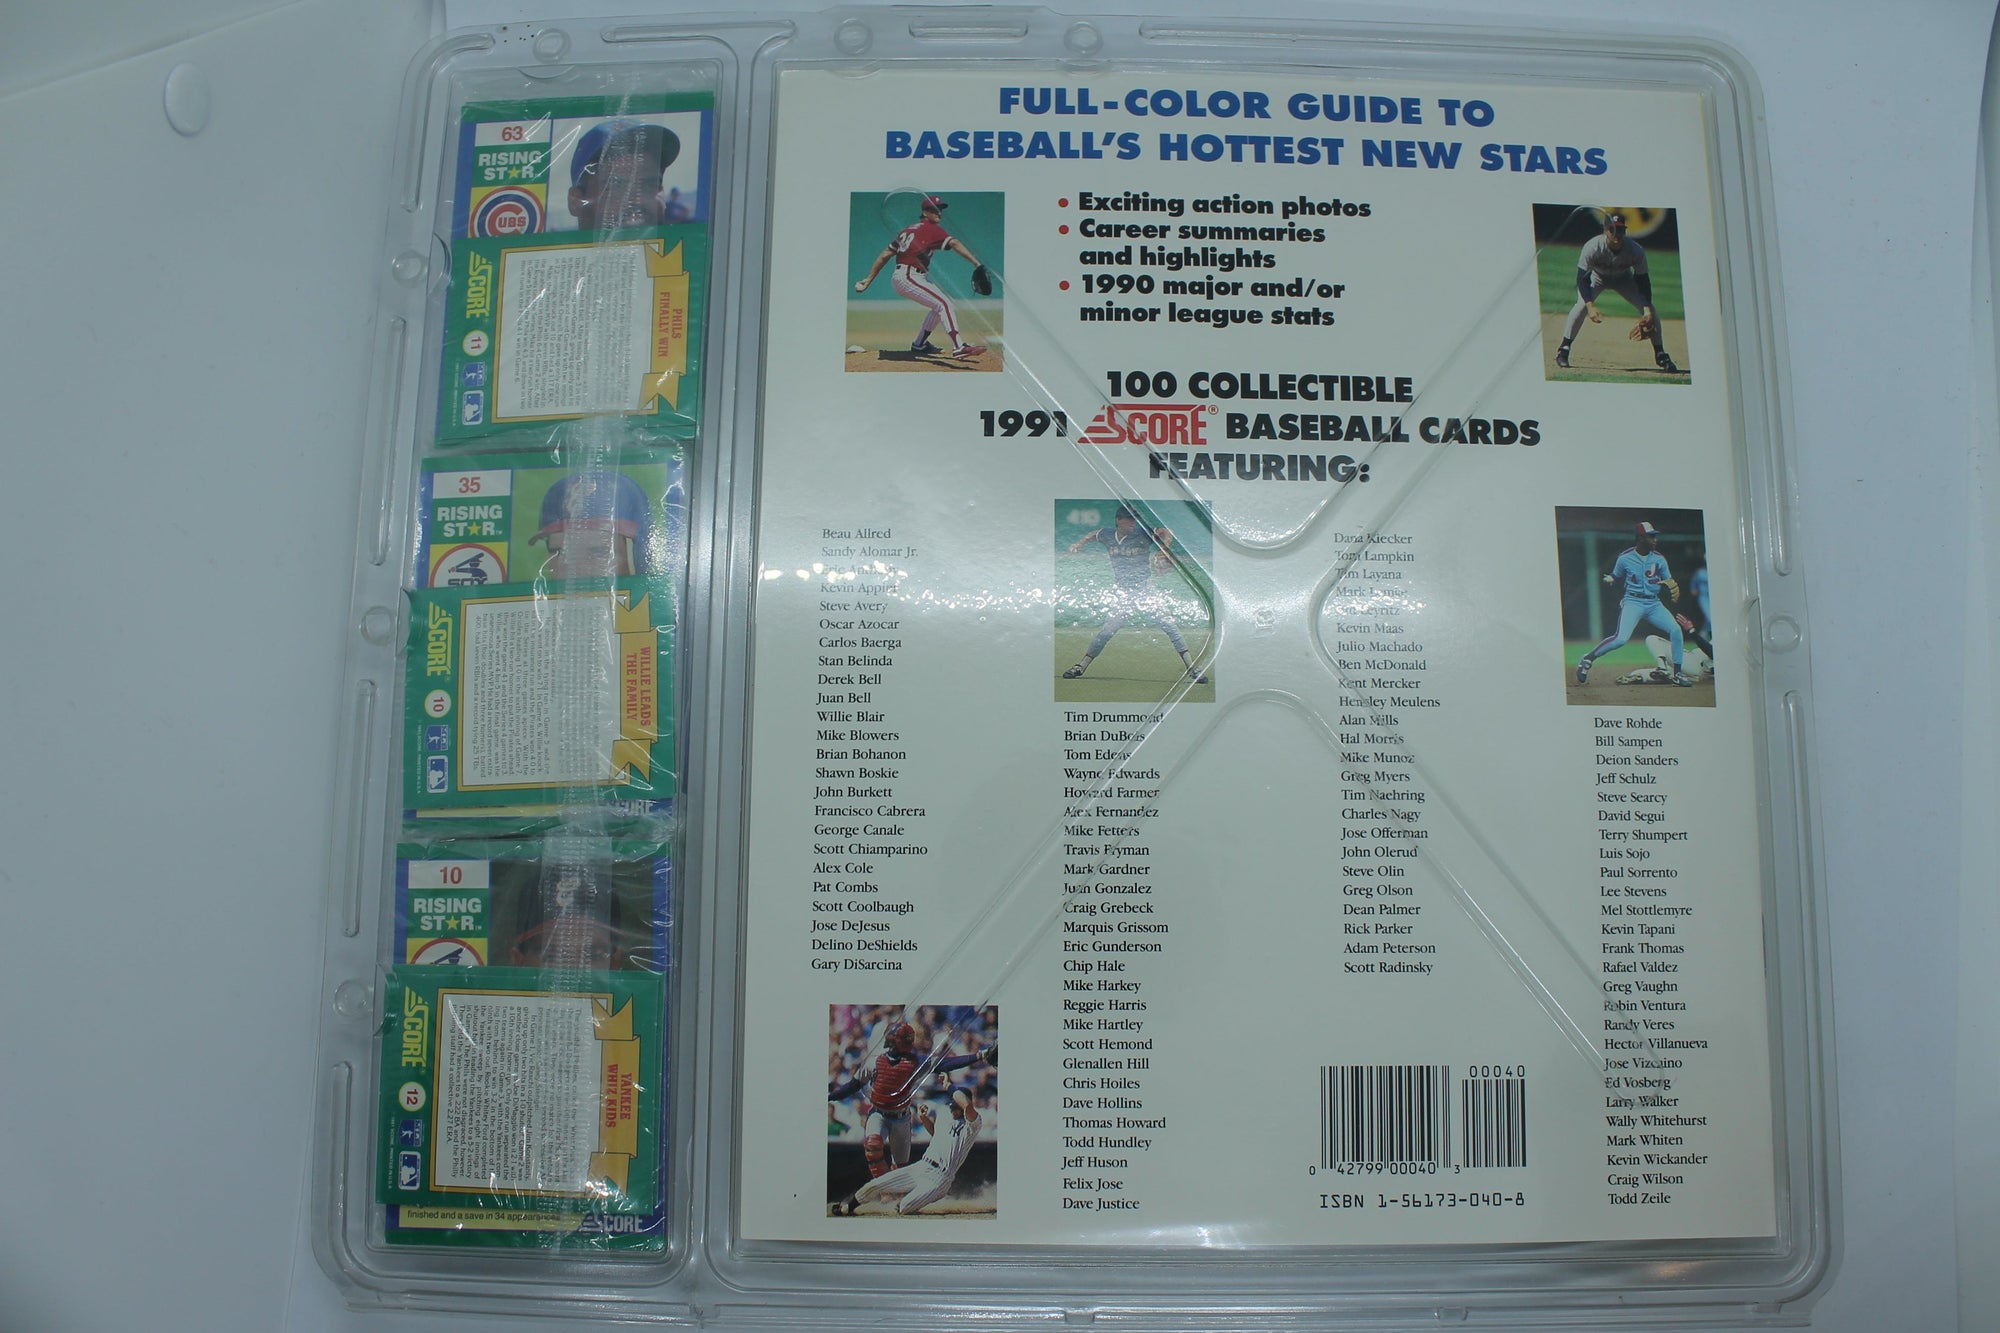 FULL-COLOR GUIDE TO
BASEBALL'S HOTTEST NEW STARS
• Exciting action photos
• Career summaries
and highlights
• 1990 major and/or
minor league stats
100 COLLECTIBLE
1991 SCORE® BASEBALL CARDS
FEATURING:
Beau Allred
Sandy Alomar Jr.
Kevin Appier
Steve Avery
Oscar Azocar
Carlos Baerga
Stan Belinda
Derek Bell
Juan Bell
Willie Blair
Mike Blowers
Brian Bohanon
Shawn Boskie
John Burkett
Francisco Cabrera
George Canale
Scott Chiamparino
Alex Cole
Pat Combs
Scott Coolbaugh
Jose DeJesus
Delino DeShields
Gary DiSarcina
Tim Drummond
Brian DuBois
Tom Edens
Wayne Edwards
Howard Farmer
Alex Fernandez
Mike Fetters
Travis Fryman
Mark Gardner
Juan Gonzalez
Craig Grebeck
Marquis Grissom
Eric Gunderson
Chip Hale
Mike Harkey
Reggie Harris
Mike Hartley
Scott Hemond
Glenallen Hill
Chris Hoiles
Dave Hollins
Thomas Howard
Todd Hundley
Jeff Huson
Felix Jose
Dave Justice
Dana Kiecker
Tom Lampkin
Tim Layana
Mark Lemke
Leyritz
Kevin Maas
Julio Machado
Ben McDonald
Kent Mercker
Hensley Meulens
Alan Mills
Hal Morris
Mike Munoz
Greg Myers
Tim Naehring
Charles Nagy
Jose Offerman
John Olerud
Steve Olin
Greg Olson
Dean Palmer
Rick Parker
Adam Peterson
Scott Radinsky
Dave Rohde
Bill Sampen
Deion Sanders
Jeff Schulz
Steve Searcy
David Segui
Terry Shumpert
Luis Sojo
Paul Sorrento
Lee Stevens
Mel Stottlemyre
Kevin Tapani
Frank Thomas
Rafael Valdez
Greg Vaughn
Robin Ventura
Randy Veres
Hector Villanueva
Jose Vizcaino
Ed Vosberg
Larry Walker
Wally Whitehurst
Mark Whiten
Kevin Wickander
Craig Wilson
Todd Zeile
00040
0 42799 00040 3
ISBN 1-56173-040-8
63
RISING
STAR
CUBS
SCORE
11
PHILS
FINALLY WIN
35
RISING
STAR™
SOX
SCORE
10
WILLIE LEADS
THE FAMILY
SCORE
10
RISING
STAR™
SCORE
12
YANKEE
WHIZ KIDS
finished and a save in 34 appearances
SCORE